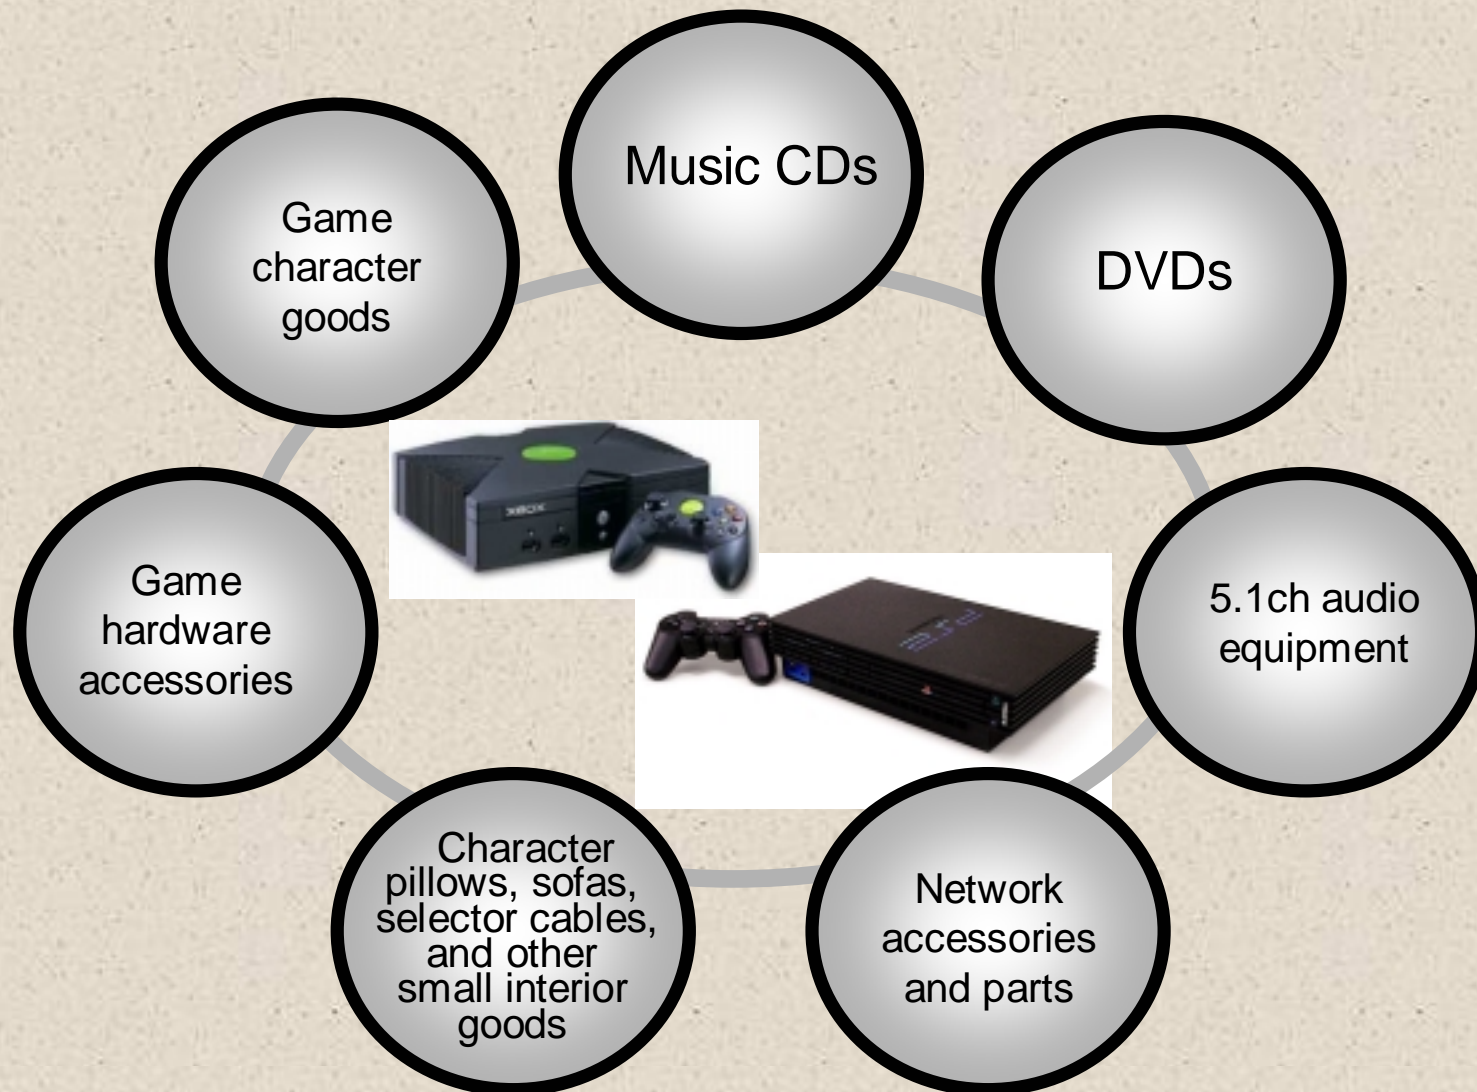 Music CDs
DVDs
5.1ch audio
equipment
Network
accessories
and parts
Character
pillows, sofas,
selector cables,
and other
small interior
goods
Game
hardware
accessories
Game
character
goods
XBOX